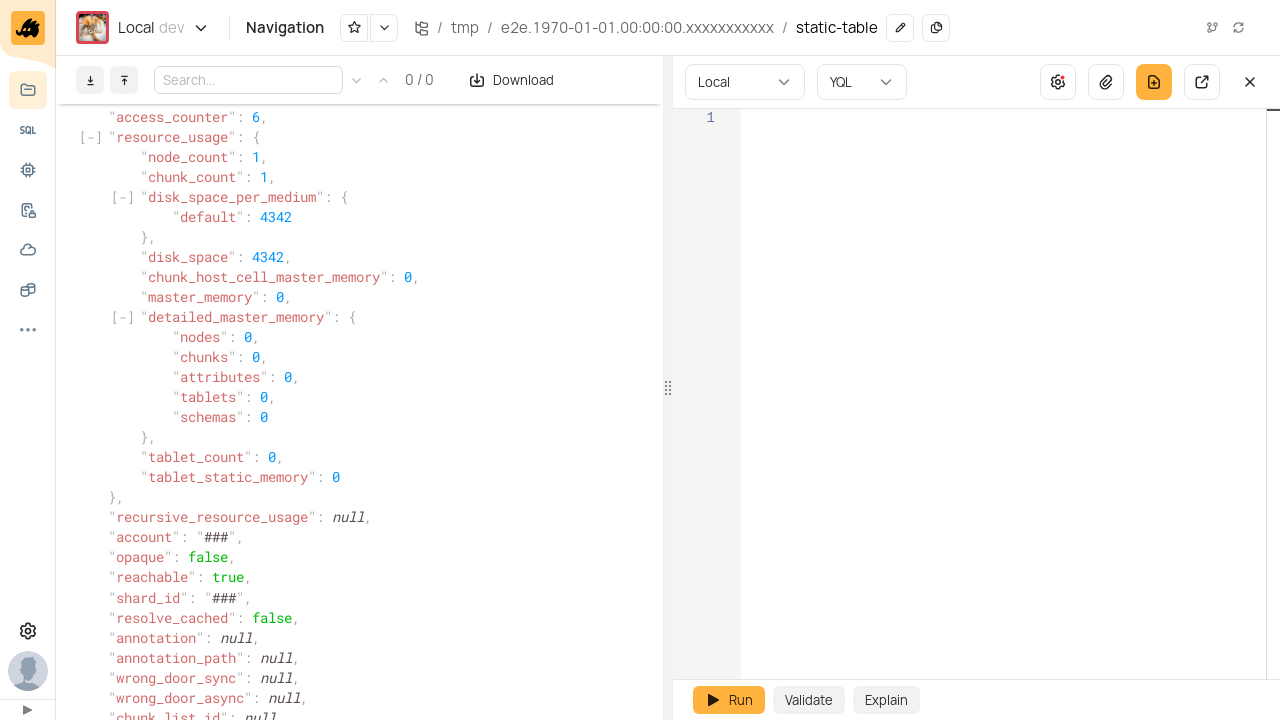 Local dev Navigation / tmp / e2e.1970-01-01.00:00:00.xxxxxxxxxxx / static-table
Search... 0 / 0 Download
"access_counter": 6,
[-] "resource_usage": {
"node_count": 1,
"chunk_count": 1,
[-] "disk_space_per_medium": {
"default": 4342
},
"disk_space": 4342,
"chunk_host_cell_master_memory": 0,
"master_memory": 0,
[-] "detailed_master_memory": {
"nodes": 0,
"chunks": 0,
"attributes": 0,
"tablets": 0,
"schemas": 0
},
"tablet_count": 0,
"tablet_static_memory": 0
},
"recursive_resource_usage": null,
"account": "###",
"opaque": false,
"reachable": true,
"shard_id": "###",
"resolve_cached": false,
"annotation": null,
"annotation_path": null,
"wrong_door_sync": null,
"wrong_door_async": null,
"chunk_list_id": null
SQL
Local YQL
1
Run Validate Explain